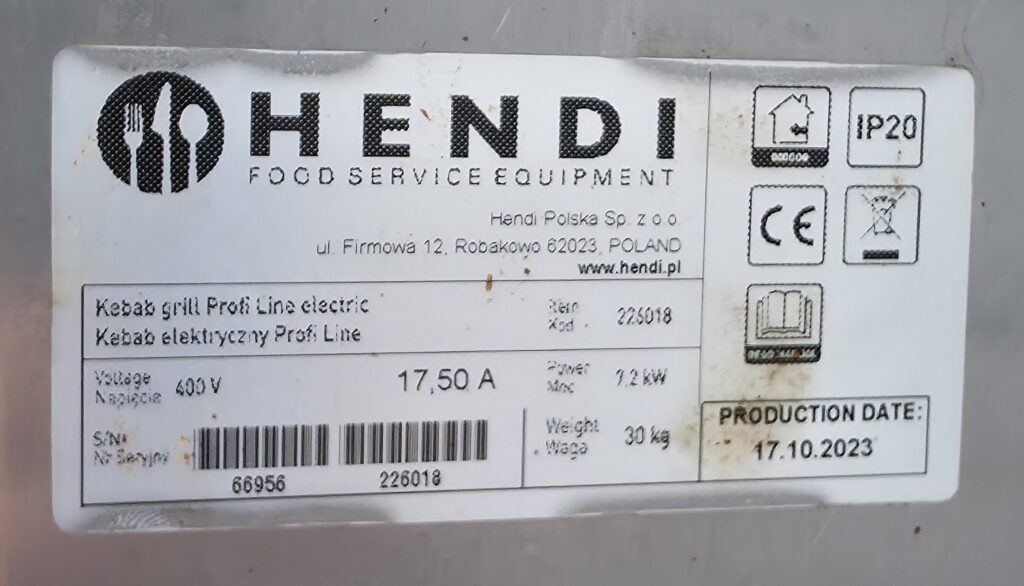 HENDI
FOOD SERVICE EQUIPMENT
Hendi Polska Sp. z o.o.
ul. Firmowa 12, Robakowo 62023, POLAND
www.hendi.pl
Kebab grill Profi Line electric
Kebab elektryczny Profi Line
Item
Kod
226018
Voltage
Napięcie
400 V
17,50 A
Power
Moc
7.2 kW
S/N
Nr Seryjny
66956
226018
Weight
Waga
30 kg
IP20
CE
PRODUCTION DATE:
17.10.2023